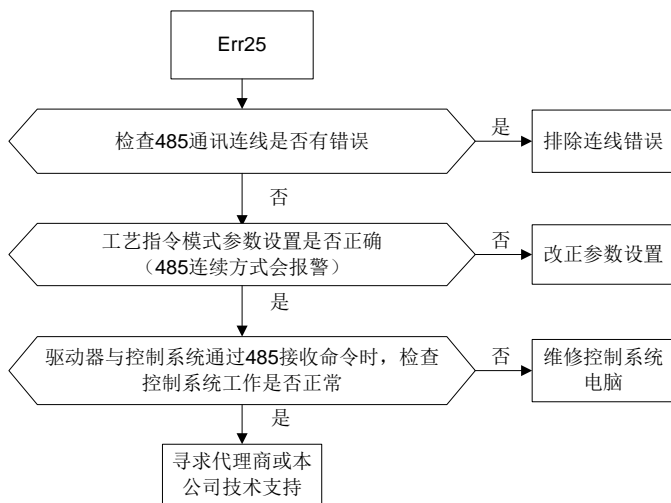 Err25
检查485通讯连线是否有错误
是
排除连线错误
否
工艺指令模式参数设置是否正确
（485连续方式会报警）
否
改正参数设置
是
驱动器与控制系统通过485接收命令时，检查
控制系统工作是否正常
否
维修控制系统
电脑
是
寻求代理商或本
公司技术支持